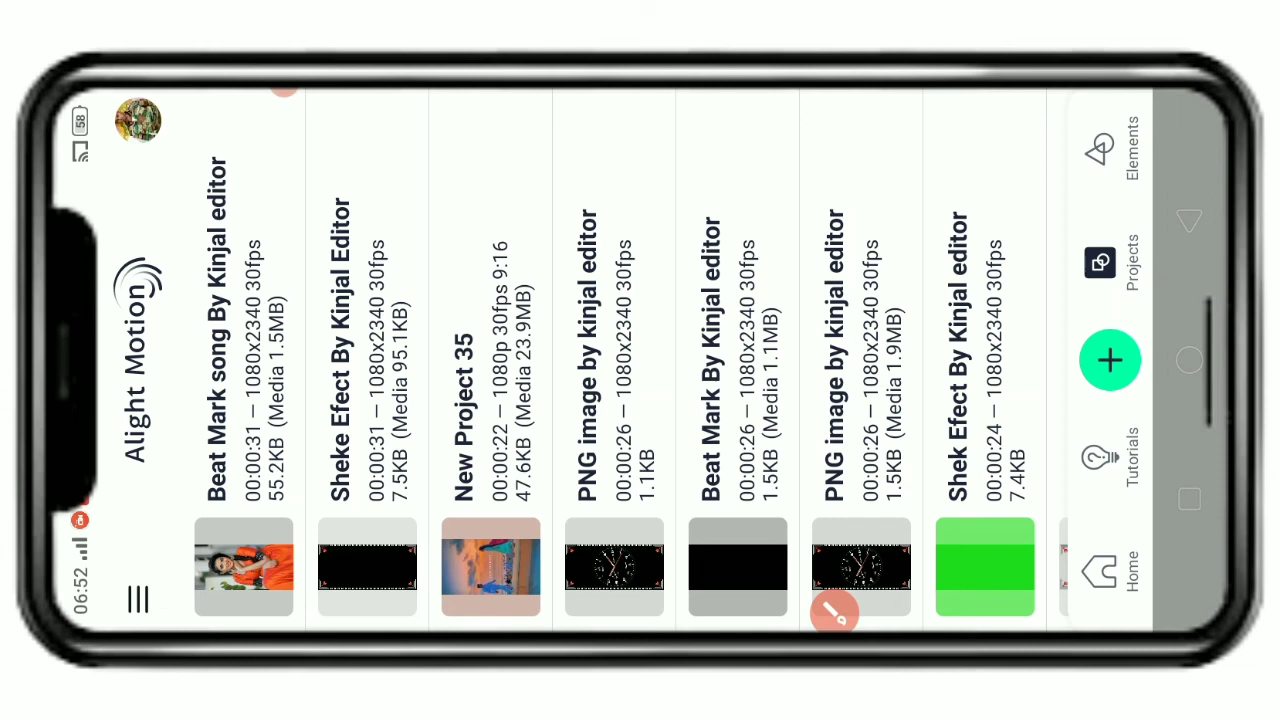 06:52
58
Alight Motion
Beat Mark song By Kinjal editor
00:00:31 — 1080x2340 30fps
55.2KB (Media 1.5MB)
Sheke Efect By Kinjal Editor
00:00:31 — 1080x2340 30fps
7.5KB (Media 95.1KB)
New Project 35
00:00:22 — 1080p 30fps 9:16
47.6KB (Media 23.9MB)
PNG image by kinjal editor
00:00:26 — 1080x2340 30fps
1.1KB
Beat Mark By Kinjal editor
00:00:26 — 1080x2340 30fps
1.5KB (Media 1.1MB)
PNG image by kinjal editor
00:00:26 — 1080x2340 30fps
1.5KB (Media 1.9MB)
Shek Efect By Kinjal editor
00:00:24 — 1080x2340 30fps
7.4KB
Home
Tutorials
Projects
Elements